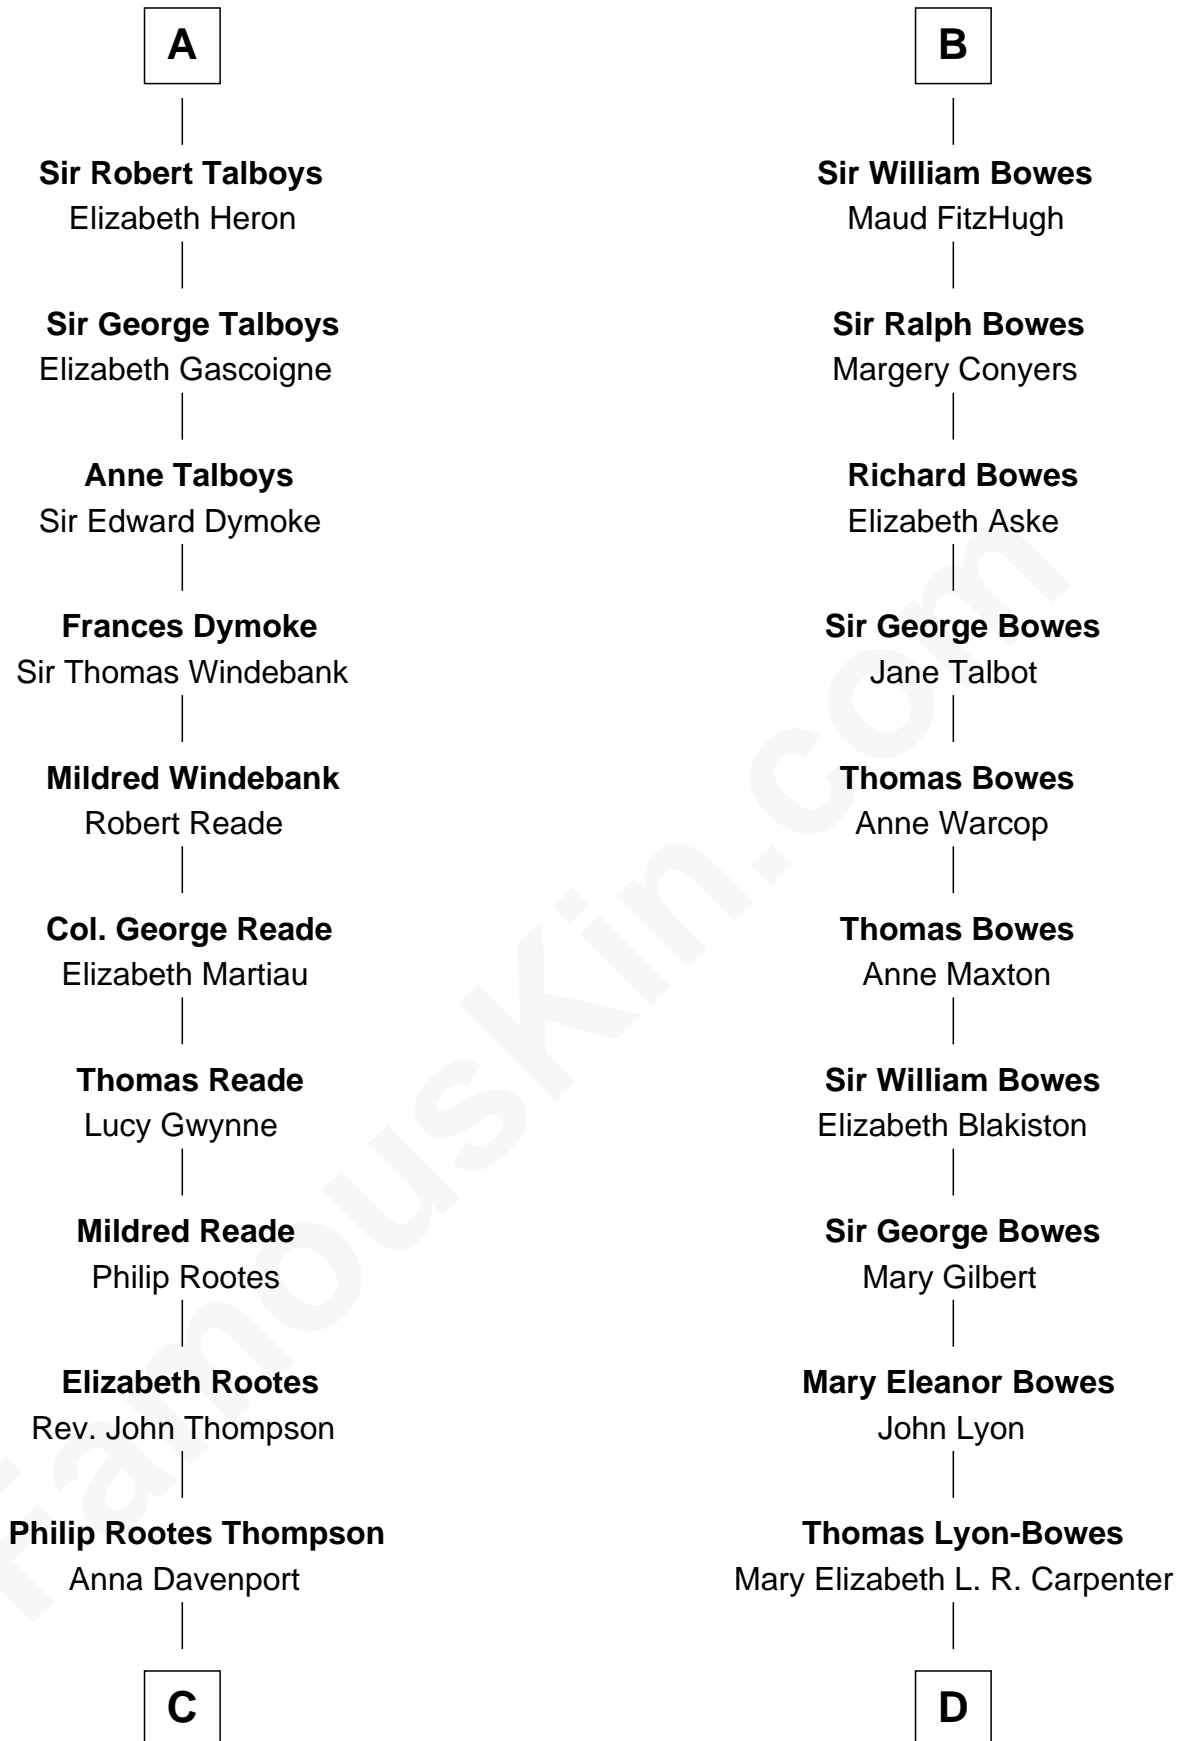 A
Sir Robert Talboys
Elizabeth Heron
Sir George Talboys
Elizabeth Gascoigne
Anne Talboys
Sir Edward Dymoke
Frances Dymoke
Sir Thomas Windebank
Mildred Windebank
Robert Reade
Col. George Reade
Elizabeth Martiau
Thomas Reade
Lucy Gwynne
Mildred Reade
Philip Rootes
Elizabeth Rootes
Rev. John Thompson
Philip Rootes Thompson
Anna Davenport
C
B
Sir William Bowes
Maud FitzHugh
Sir Ralph Bowes
Margery Conyers
Richard Bowes
Elizabeth Aske
Sir George Bowes
Jane Talbot
Thomas Bowes
Anne Warcop
Thomas Bowes
Anne Maxton
Sir William Bowes
Elizabeth Blakiston
Sir George Bowes
Mary Gilbert
Mary Eleanor Bowes
John Lyon
Thomas Lyon-Bowes
Mary Elizabeth L. R. Carpenter
D
FamousKin.com